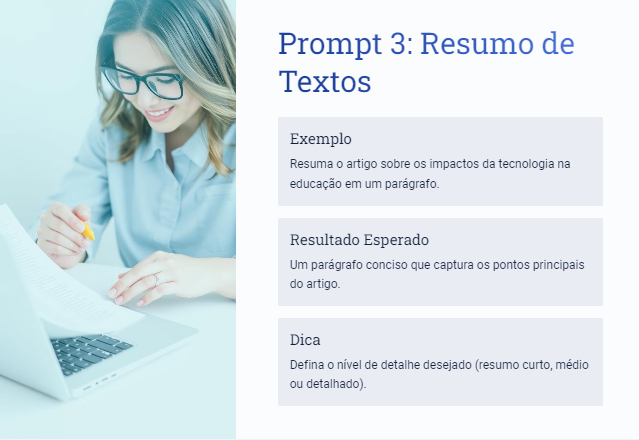 Prompt 3: Resumo de
Textos
Exemplo
Resuma o artigo sobre os impactos da tecnologia na
educação em um parágrafo.
Resultado Esperado
Um parágrafo conciso que captura os pontos principais
do artigo.
Dica
Defina o nível de detalhe desejado (resumo curto, médio
ou detalhado).